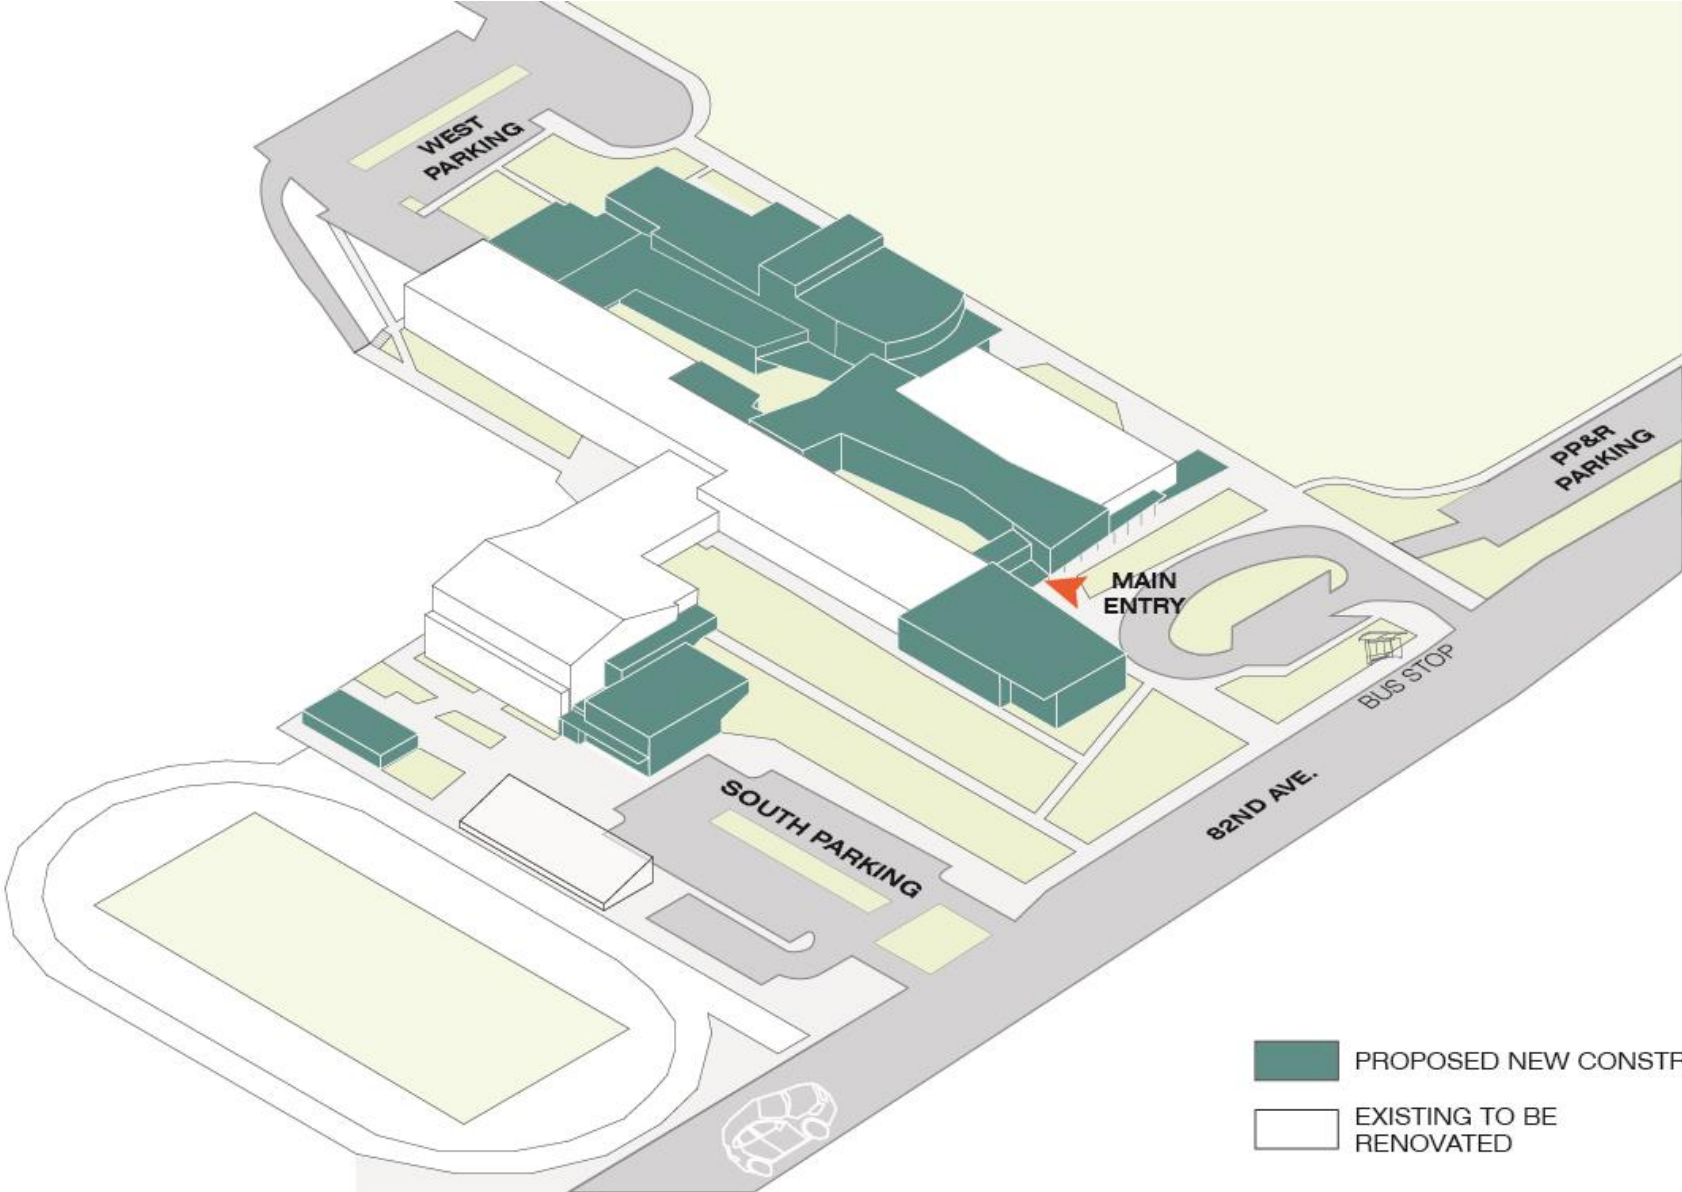 WEST
PARKING
PP&R
PARKING
MAIN
ENTRY
BUS STOP
82ND AVE.
SOUTH PARKING
PROPOSED NEW CONSTR
EXISTING TO BE
RENOVATED